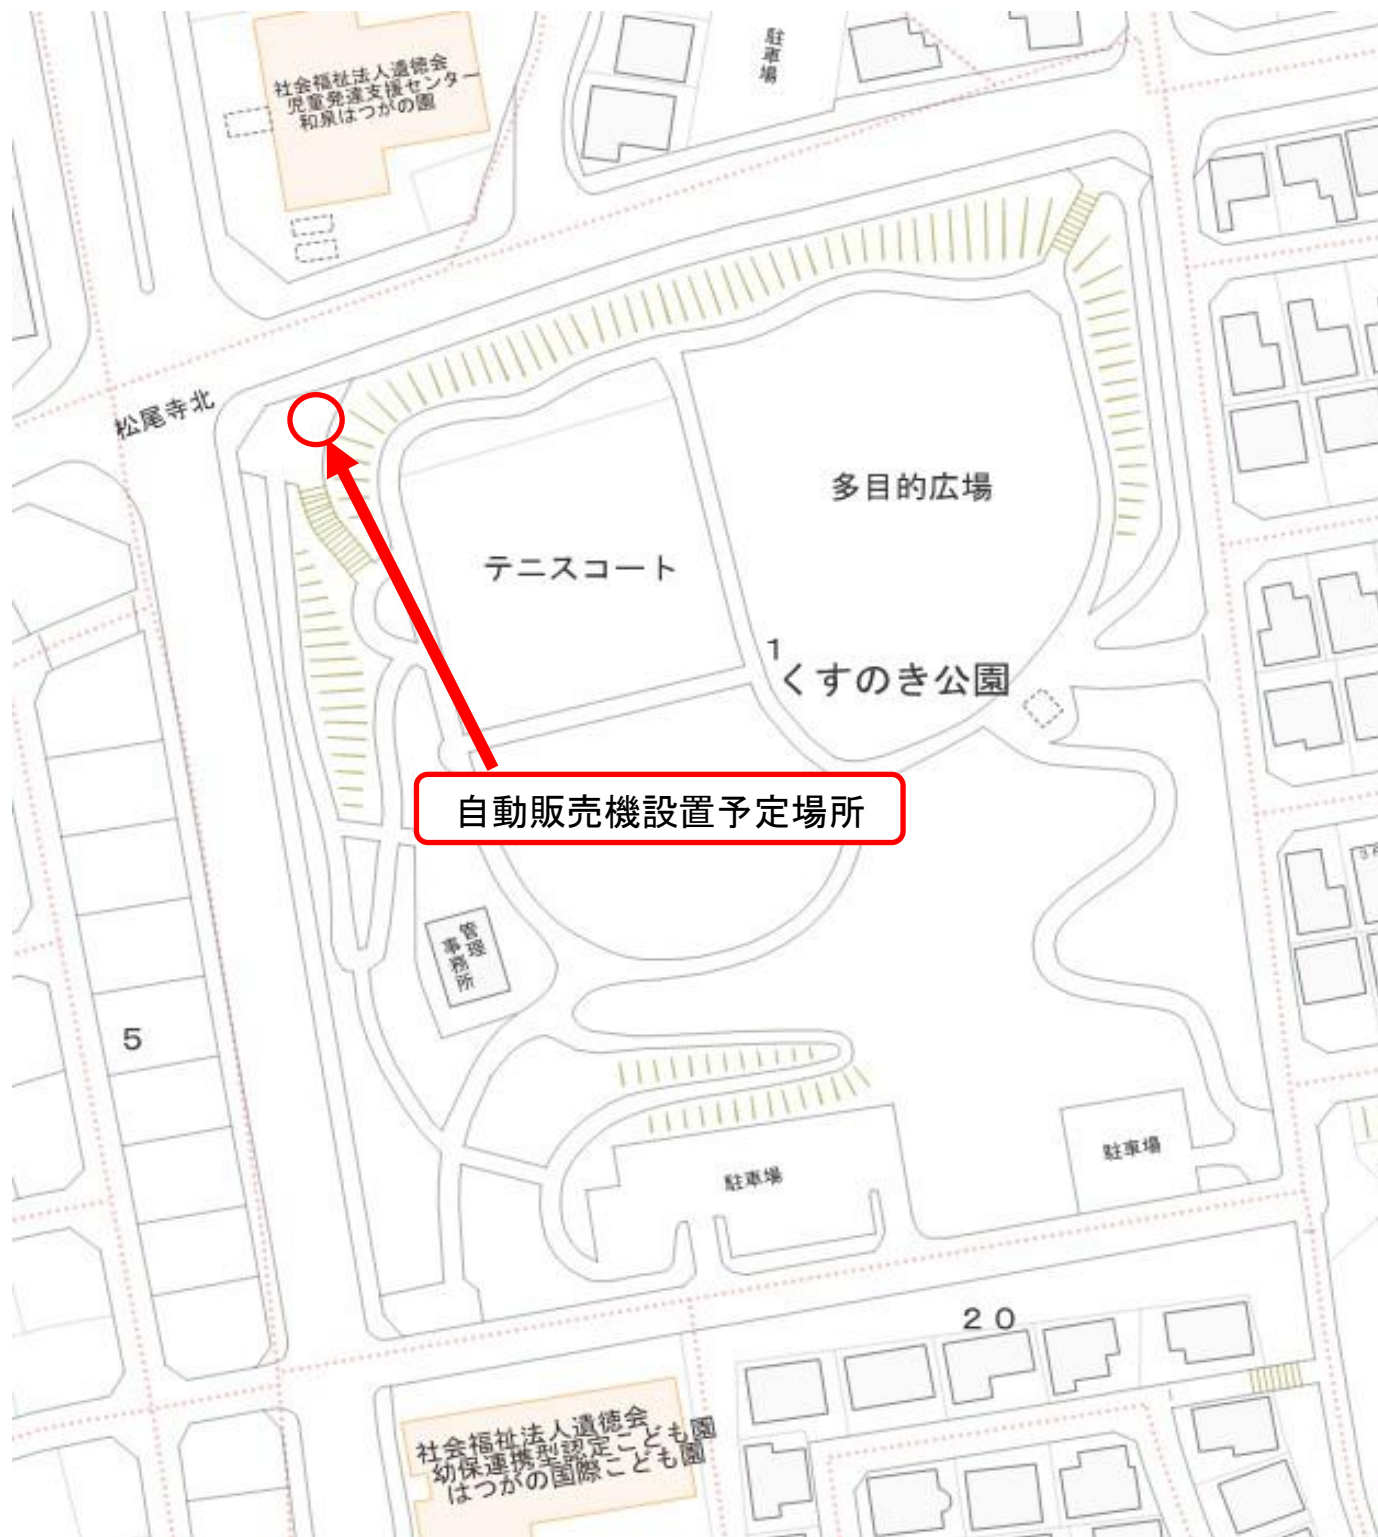 社会福祉法人遺徳会
児童発達支援センター
和泉はつがの園
駐車場
松尾寺北
多目的広場
テニスコート
1
くすのき公園
自動販売機設置予定場所
管理
事務所
5
駐車場
駐車場
20
社会福祉法人遺徳会
幼保連携型認定こども園
はつがの国際こども園